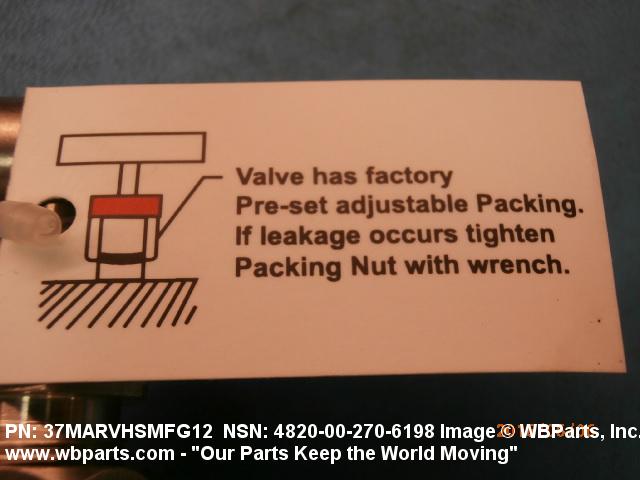 Valve has factory
Pre-set adjustable Packing.
If leakage occurs tighten
Packing Nut with wrench.
PN: 37MARVHSMFG12 NSN: 4820-00-270-6198 Image © WBParts, Inc.
www.wbparts.com - "Our Parts Keep the World Moving"